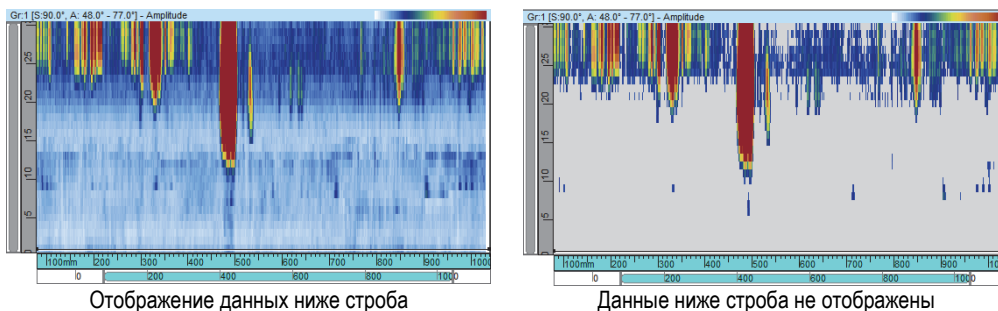 Gr:1 [S:90.0°, A: 48.0° - 77.0°] - Amplitude
25
20
15
10
5
0
100mm 200 300 400 500 600 700 800 900 1000
0 200 400 600 800 1000
Отображение данных ниже строба
Gr:1 [S:90.0°, A: 48.0° - 77.0°] - Amplitude
25
20
15
10
5
100mm 200 300 400 500 600 700 800 900
0 200 400 600 800 1000
Данные ниже строба не отображены